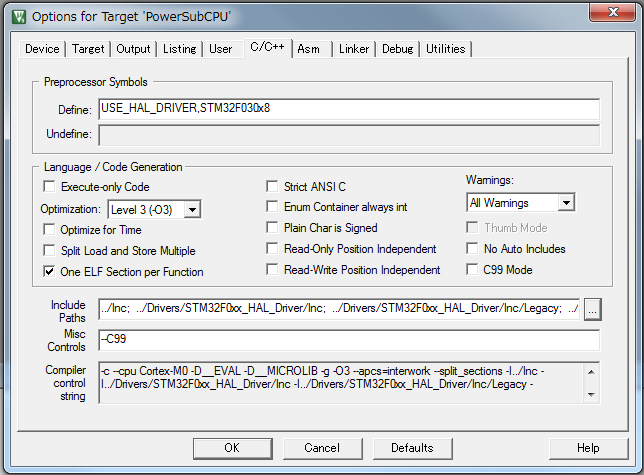 Options for Target 'PowerSubCPU'
Device Target Output Listing User C/C++ Asm Linker Debug Utilities
Preprocessor Symbols
Define: USE_HAL_DRIVER,STM32F030x8
Undefine:
Language / Code Generation
Execute-only Code
Strict ANSI C
Warnings:
Optimization: Level 3 (-O3)
Enum Container always int
All Warnings
Optimize for Time
Plain Char is Signed
Thumb Mode
Split Load and Store Multiple
Read-Only Position Independent
No Auto Includes
One ELF Section per Function
Read-Write Position Independent
C99 Mode
Include Paths
../Inc; ../Drivers/STM32F0xx_HAL_Driver/Inc; ../Drivers/STM32F0xx_HAL_Driver/Inc/Legacy; ../
...
Misc Controls
--C99
Compiler control string
-c --cpu Cortex-M0 -D__EVAL -D__MICROLIB -g -O3 --apcs=interwork --split_sections -I../Inc -
I../Drivers/STM32F0xx_HAL_Driver/Inc -I../Drivers/STM32F0xx_HAL_Driver/Inc/Legacy -
OK Cancel Defaults Help